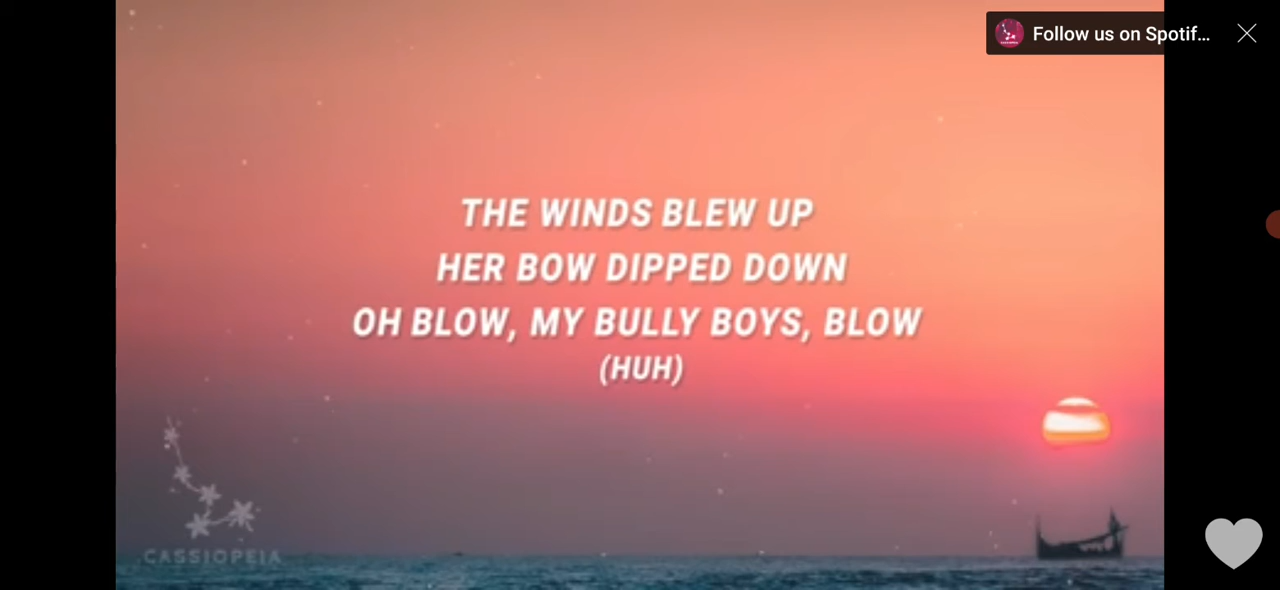 Follow us on Spotif...
THE WINDS BLEW UP
HER BOW DIPPED DOWN
OH BLOW, MY BULLY BOYS, BLOW
(HUH)
CASSIOPEIA